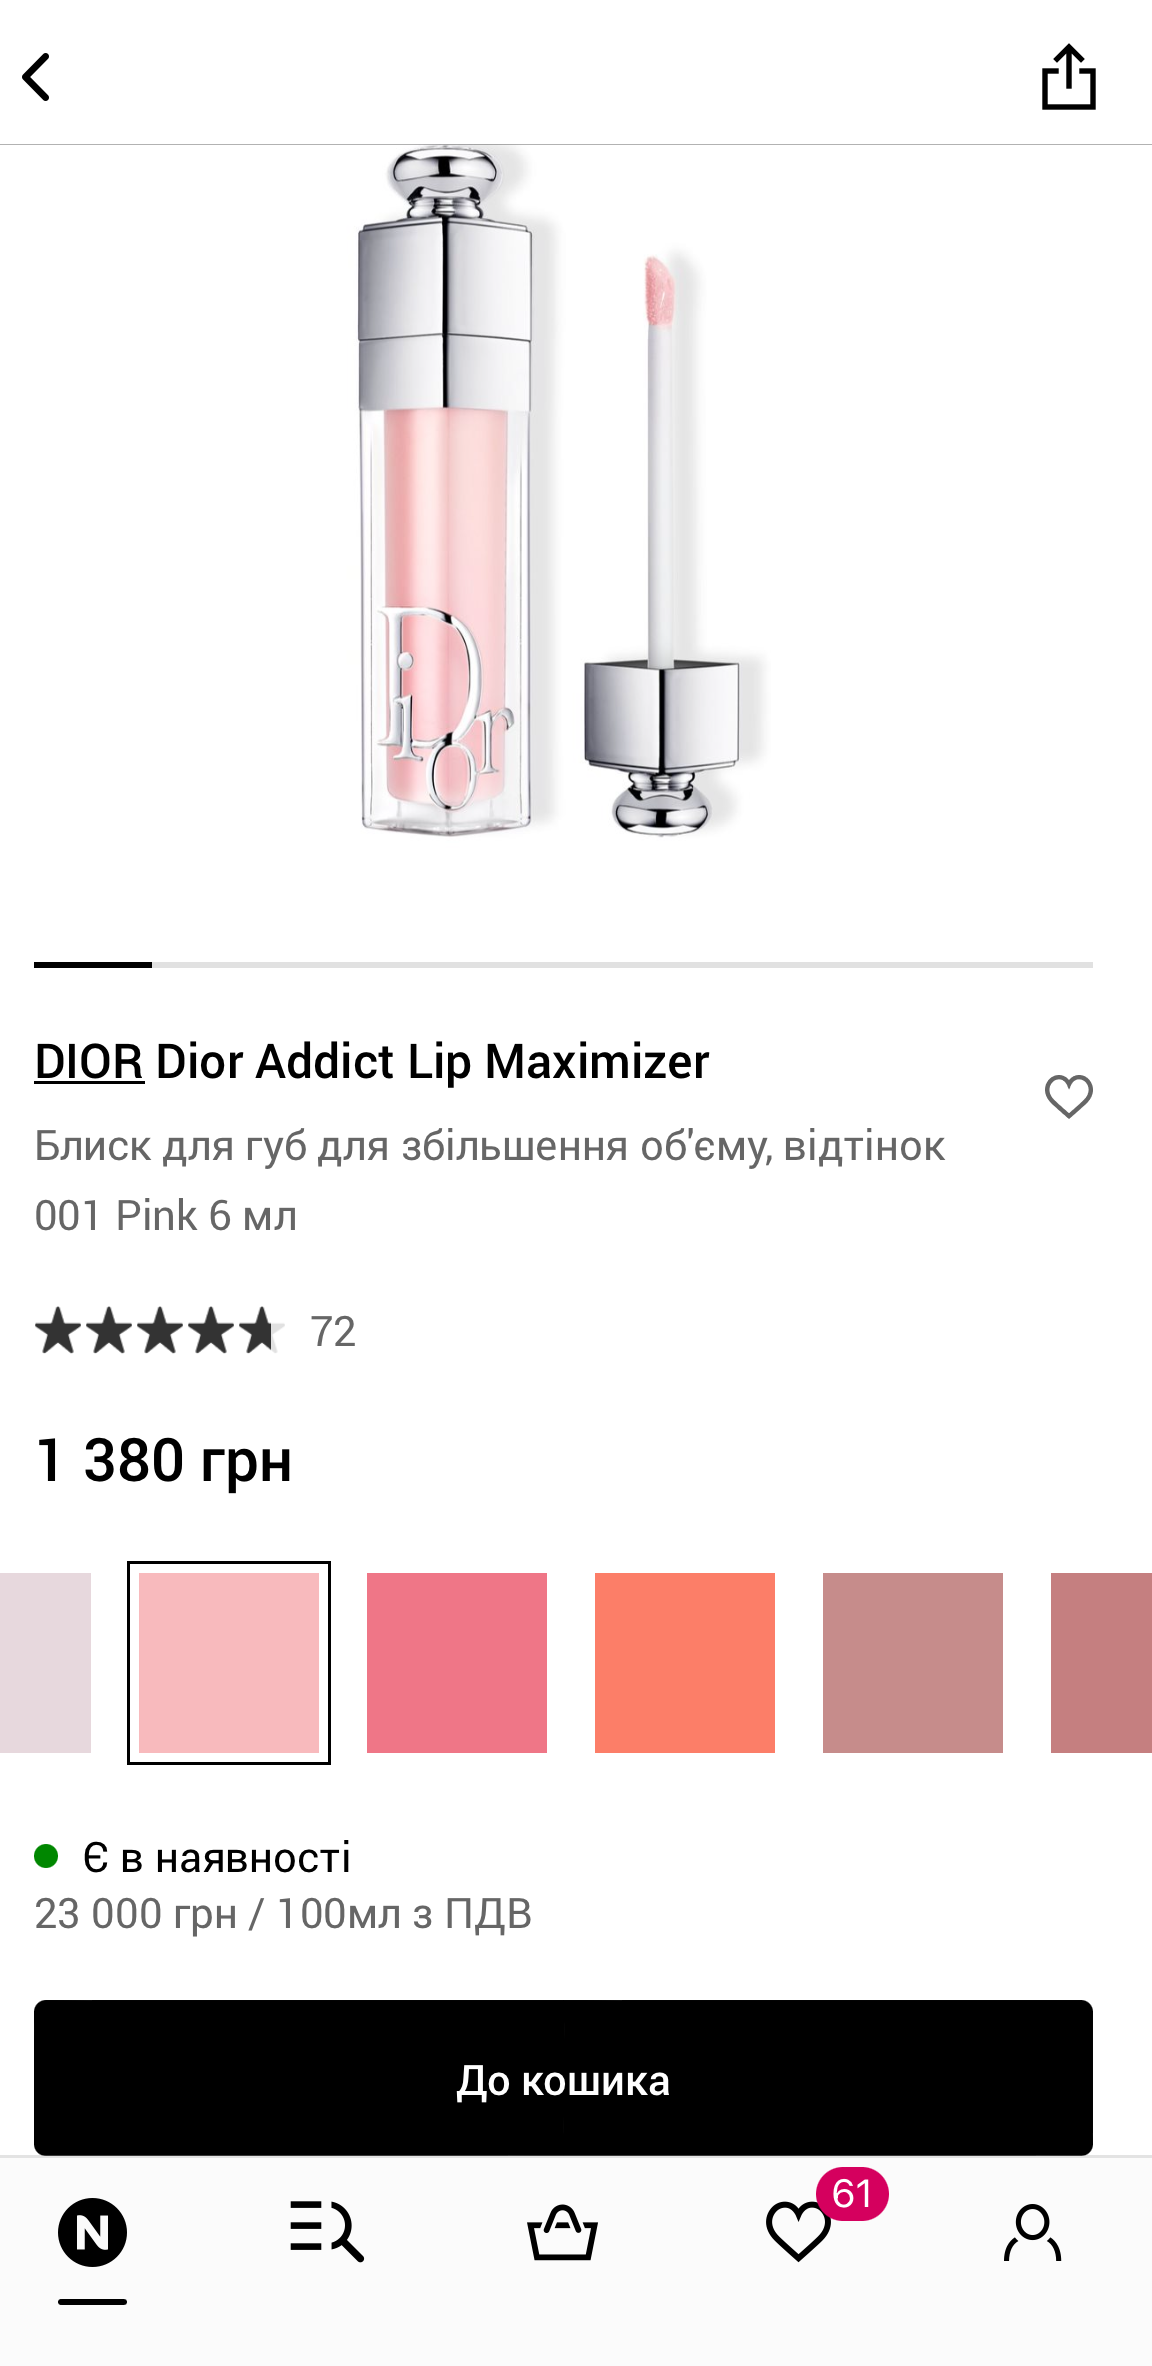 Dior
DIOR Dior Addict Lip Maximizer
Блиск для губ для збільшення об'єму, відтінок
001 Pink 6 мл
72
1 380 грн
Є в наявності
23 000 грн / 100мл з ПДВ
До кошика
N
61